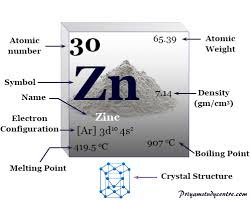 Atomic number
30
65.39
Atomic Weight
Symbol
Zn
Name
Zinc
7.14
Density (gm/cm³)
Electron Configuration
[Ar] 3d¹⁰ 4s²
419.5 °C
907 °C
Melting Point
Boiling Point
Crystal Structure
Priyamstudycentre.com